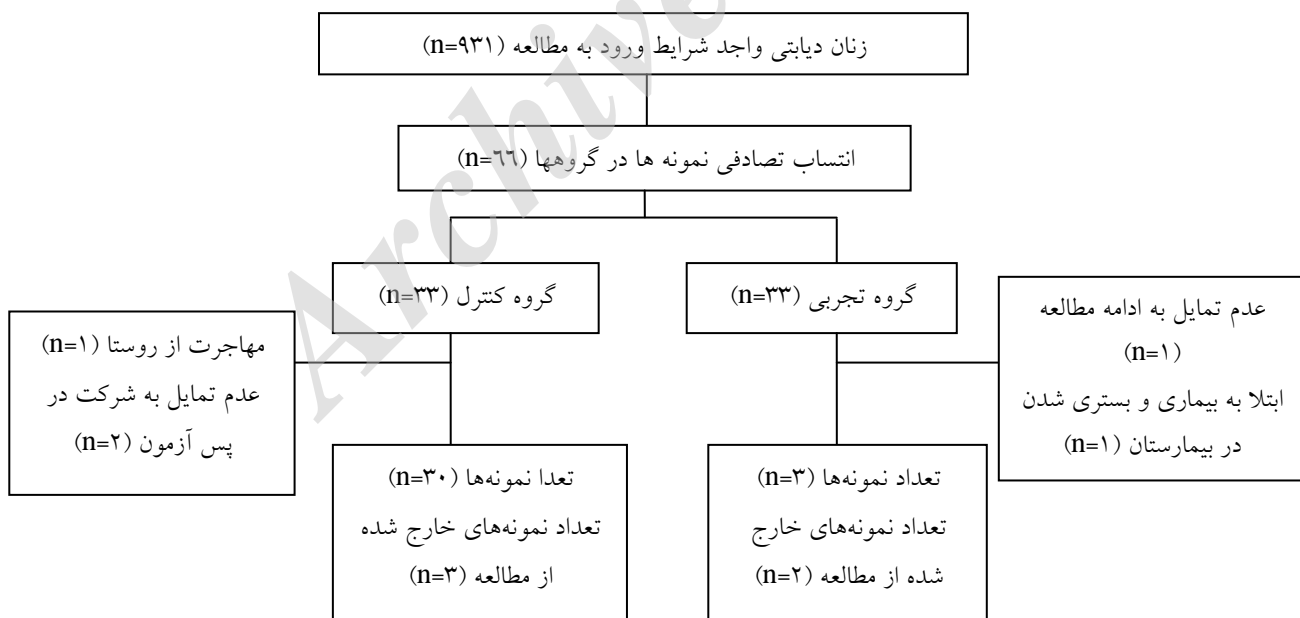 زنان دیابتی واجد شرایط ورود به مطالعه (n=۹۳۱)
انتساب تصادفی نمونه ها در گروهها (n=٦٦)
گروه تجربی (n=۳۳)
گروه کنترل (n=۳۳)
عدم تمایل به ادامه مطالعه
(n=۱)
ابتلا به بیماری و بستری شدن
در بیمارستان (n=۱)
مهاجرت از روستا (n=۱)
عدم تمایل به شرکت در
پس آزمون (n=۲)
تعداد نمونه‌ها (n=۳)
تعداد نمونه‌های خارج
شده از مطالعه (n=۲)
تعدا نمونه‌ها (n=۳۰)
تعداد نمونه‌های خارج شده
از مطالعه (n=۳)
Archive